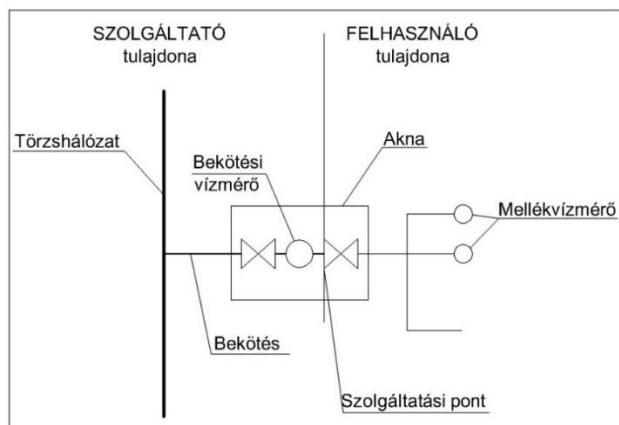 SZOLGÁLTATÓ
tulajdona
FELHASZNÁLÓ
tulajdona
Törzshálózat
Bekötési
vízmérő
Akna
Mellékvízmérő
Bekötés
Szolgáltatási pont